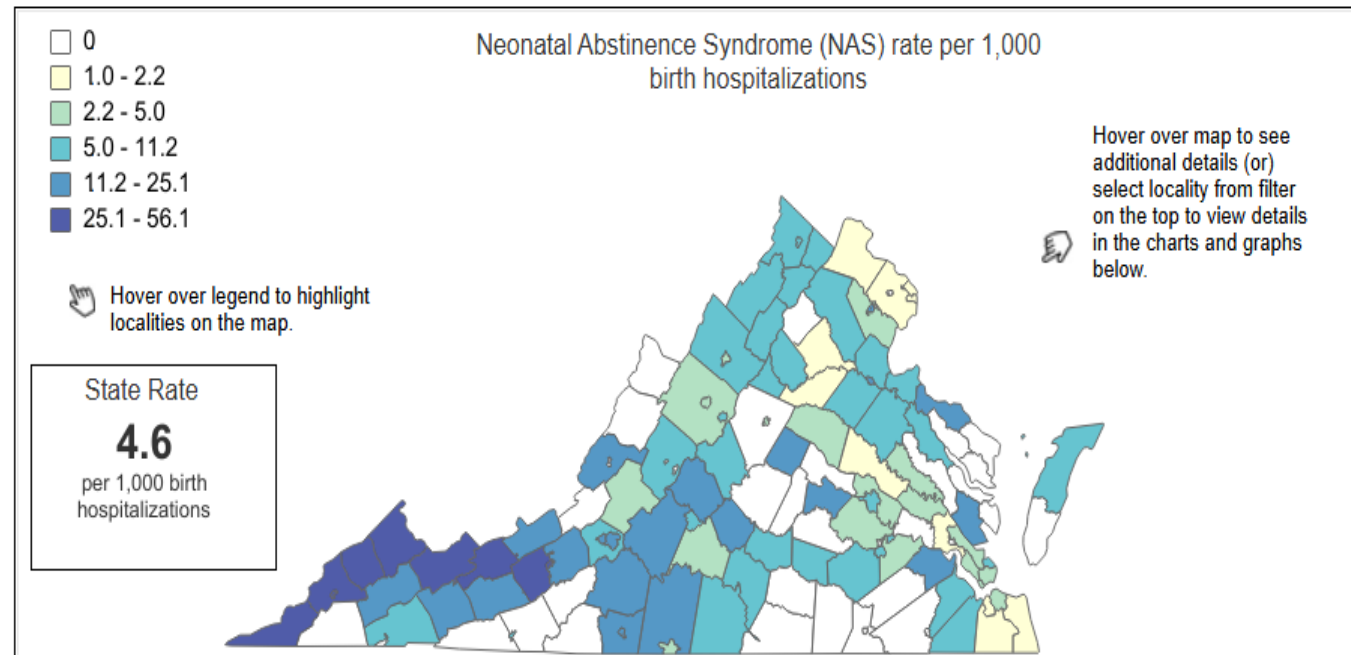 0
1.0 - 2.2
2.2 - 5.0
5.0 - 11.2
11.2 - 25.1
25.1 - 56.1
Neonatal Abstinence Syndrome (NAS) rate per 1,000
birth hospitalizations
Hover over map to see
additional details (or)
select locality from filter
on the top to view details
in the charts and graphs
below.
Hover over legend to highlight
localities on the map.
State Rate
4.6
per 1,000 birth
hospitalizations